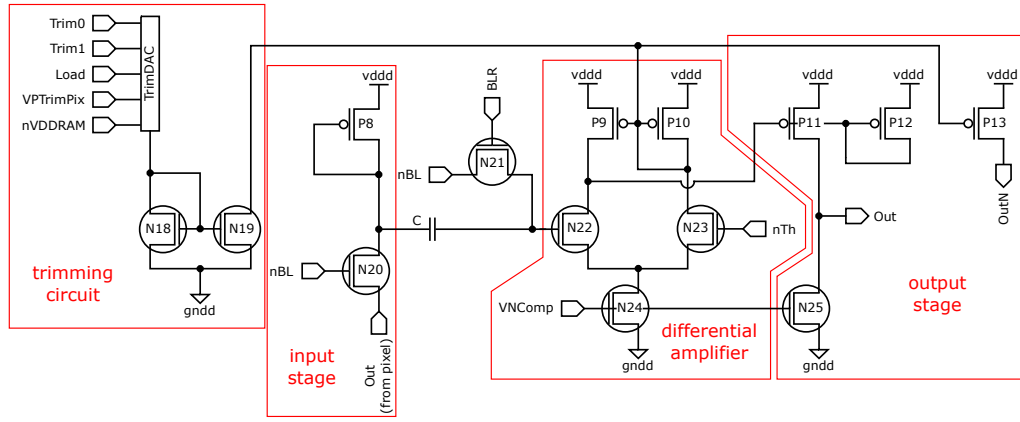 Trim0
Trim1
Load
VPTrimPix
nVDDRAM
TrimDAC
N18
N19
gndd
trimming
circuit
vddd
P8
nBL
N20
Out
(from pixel)
input
stage
BLR
nBL
N21
C
vddd
vddd
P9
P10
N22
N23
nTh
VNComp
N24
gndd
differential
amplifier
vddd
vddd
vddd
P11
P12
P13
OutN
Out
N25
gndd
output
stage